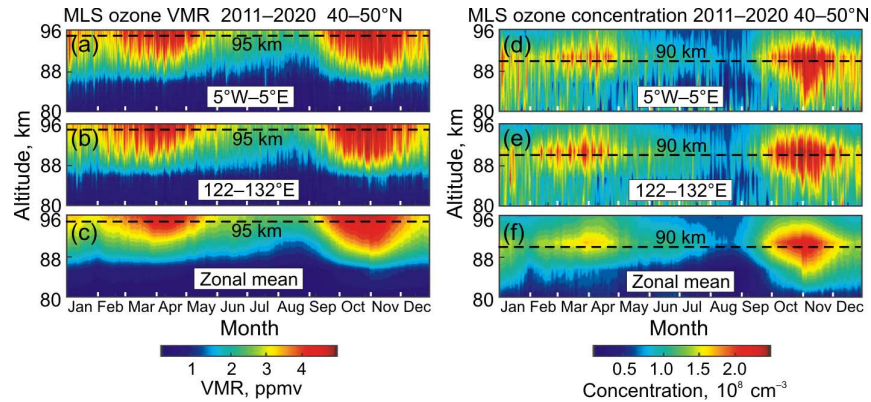 MLS ozone VMR 2011–2020 40–50°N
96
(a)
95 km
88
5°W–5°E
80
96
(b)
95 km
88
122–132°E
80
96
(c)
95 km
88
Zonal mean
80
Altitude, km
Jan Feb Mar Apr May Jun Jul Aug Sep Oct Nov Dec
Month
1 2 3 4
VMR, ppmv
MLS ozone concentration 2011–2020 40–50°N
96
(d)
90 km
88
5°W–5°E
80
96
(e)
90 km
88
122–132°E
80
96
(f)
90 km
88
Zonal mean
80
Altitude, km
Jan Feb Mar Apr May Jun Jul Aug Sep Oct Nov Dec
Month
0.5 1.0 1.5 2.0
Concentration, 10⁸ cm⁻³